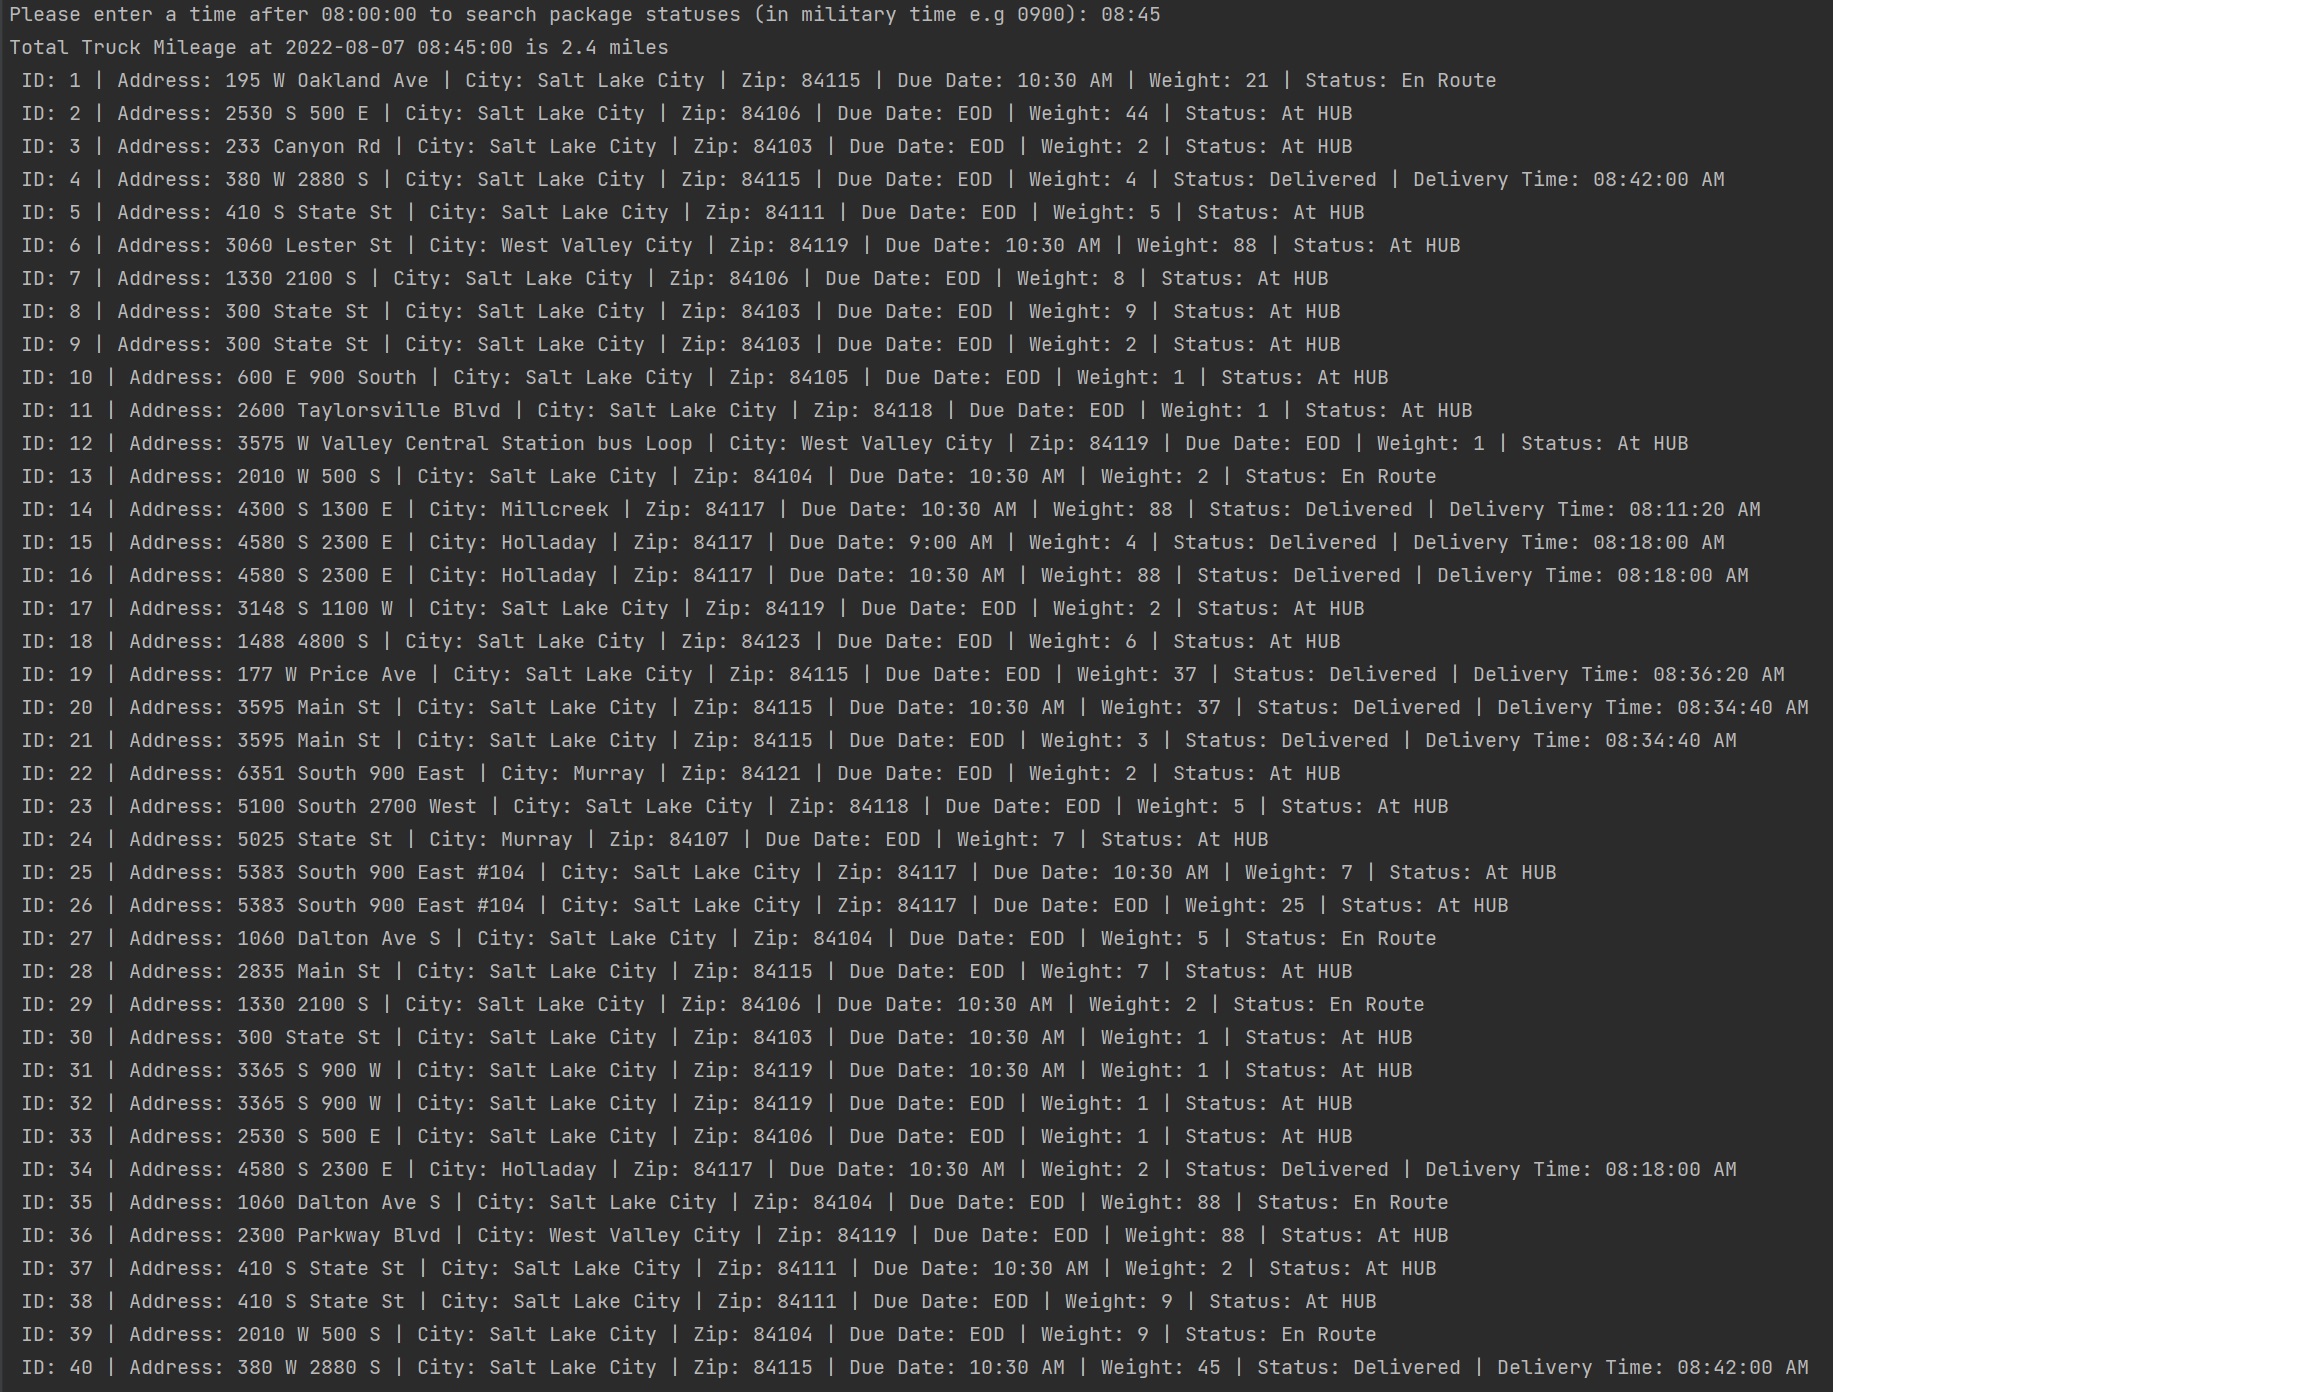 Please enter a time after 08:00:00 to search package statuses (in military time e.g 0900): 08:45
Total Truck Mileage at 2022-08-07 08:45:00 is 2.4 miles
ID: 1 | Address: 195 W Oakland Ave | City: Salt Lake City | Zip: 84115 | Due Date: 10:30 AM | Weight: 21 | Status: En Route
ID: 2 | Address: 2530 S 500 E | City: Salt Lake City | Zip: 84106 | Due Date: EOD | Weight: 44 | Status: At HUB
ID: 3 | Address: 233 Canyon Rd | City: Salt Lake City | Zip: 84103 | Due Date: EOD | Weight: 2 | Status: At HUB
ID: 4 | Address: 380 W 2880 S | City: Salt Lake City | Zip: 84115 | Due Date: EOD | Weight: 4 | Status: Delivered | Delivery Time: 08:42:00 AM
ID: 5 | Address: 410 S State St | City: Salt Lake City | Zip: 84111 | Due Date: EOD | Weight: 5 | Status: At HUB
ID: 6 | Address: 3060 Lester St | City: West Valley City | Zip: 84119 | Due Date: 10:30 AM | Weight: 88 | Status: At HUB
ID: 7 | Address: 1330 2100 S | City: Salt Lake City | Zip: 84106 | Due Date: EOD | Weight: 8 | Status: At HUB
ID: 8 | Address: 300 State St | City: Salt Lake City | Zip: 84103 | Due Date: EOD | Weight: 9 | Status: At HUB
ID: 9 | Address: 300 State St | City: Salt Lake City | Zip: 84103 | Due Date: EOD | Weight: 2 | Status: At HUB
ID: 10 | Address: 600 E 900 South | City: Salt Lake City | Zip: 84105 | Due Date: EOD | Weight: 1 | Status: At HUB
ID: 11 | Address: 2600 Taylorsville Blvd | City: Salt Lake City | Zip: 84118 | Due Date: EOD | Weight: 1 | Status: At HUB
ID: 12 | Address: 3575 W Valley Central Station bus Loop | City: West Valley City | Zip: 84119 | Due Date: EOD | Weight: 1 | Status: At HUB
ID: 13 | Address: 2010 W 500 S | City: Salt Lake City | Zip: 84104 | Due Date: 10:30 AM | Weight: 2 | Status: En Route
ID: 14 | Address: 4300 S 1300 E | City: Millcreek | Zip: 84117 | Due Date: 10:30 AM | Weight: 88 | Status: Delivered | Delivery Time: 08:11:20 AM
ID: 15 | Address: 4580 S 2300 E | City: Holladay | Zip: 84117 | Due Date: 9:00 AM | Weight: 4 | Status: Delivered | Delivery Time: 08:18:00 AM
ID: 16 | Address: 4580 S 2300 E | City: Holladay | Zip: 84117 | Due Date: 10:30 AM | Weight: 88 | Status: Delivered | Delivery Time: 08:18:00 AM
ID: 17 | Address: 3148 S 1100 W | City: Salt Lake City | Zip: 84119 | Due Date: EOD | Weight: 2 | Status: At HUB
ID: 18 | Address: 1488 4800 S | City: Salt Lake City | Zip: 84123 | Due Date: EOD | Weight: 6 | Status: At HUB
ID: 19 | Address: 177 W Price Ave | City: Salt Lake City | Zip: 84115 | Due Date: EOD | Weight: 37 | Status: Delivered | Delivery Time: 08:36:20 AM
ID: 20 | Address: 3595 Main St | City: Salt Lake City | Zip: 84115 | Due Date: 10:30 AM | Weight: 37 | Status: Delivered | Delivery Time: 08:34:40 AM
ID: 21 | Address: 3595 Main St | City: Salt Lake City | Zip: 84115 | Due Date: EOD | Weight: 3 | Status: Delivered | Delivery Time: 08:34:40 AM
ID: 22 | Address: 6351 South 900 East | City: Murray | Zip: 84121 | Due Date: EOD | Weight: 2 | Status: At HUB
ID: 23 | Address: 5100 South 2700 West | City: Salt Lake City | Zip: 84118 | Due Date: EOD | Weight: 5 | Status: At HUB
ID: 24 | Address: 5025 State St | City: Murray | Zip: 84107 | Due Date: EOD | Weight: 7 | Status: At HUB
ID: 25 | Address: 5383 South 900 East #104 | City: Salt Lake City | Zip: 84117 | Due Date: 10:30 AM | Weight: 7 | Status: At HUB
ID: 26 | Address: 5383 South 900 East #104 | City: Salt Lake City | Zip: 84117 | Due Date: EOD | Weight: 25 | Status: At HUB
ID: 27 | Address: 1060 Dalton Ave S | City: Salt Lake City | Zip: 84104 | Due Date: EOD | Weight: 5 | Status: En Route
ID: 28 | Address: 2835 Main St | City: Salt Lake City | Zip: 84115 | Due Date: EOD | Weight: 7 | Status: At HUB
ID: 29 | Address: 1330 2100 S | City: Salt Lake City | Zip: 84106 | Due Date: 10:30 AM | Weight: 2 | Status: En Route
ID: 30 | Address: 300 State St | City: Salt Lake City | Zip: 84103 | Due Date: 10:30 AM | Weight: 1 | Status: At HUB
ID: 31 | Address: 3365 S 900 W | City: Salt Lake City | Zip: 84119 | Due Date: 10:30 AM | Weight: 1 | Status: At HUB
ID: 32 | Address: 3365 S 900 W | City: Salt Lake City | Zip: 84119 | Due Date: EOD | Weight: 1 | Status: At HUB
ID: 33 | Address: 2530 S 500 E | City: Salt Lake City | Zip: 84106 | Due Date: EOD | Weight: 1 | Status: At HUB
ID: 34 | Address: 4580 S 2300 E | City: Holladay | Zip: 84117 | Due Date: 10:30 AM | Weight: 2 | Status: Delivered | Delivery Time: 08:18:00 AM
ID: 35 | Address: 1060 Dalton Ave S | City: Salt Lake City | Zip: 84104 | Due Date: EOD | Weight: 88 | Status: En Route
ID: 36 | Address: 2300 Parkway Blvd | City: West Valley City | Zip: 84119 | Due Date: EOD | Weight: 88 | Status: At HUB
ID: 37 | Address: 410 S State St | City: Salt Lake City | Zip: 84111 | Due Date: 10:30 AM | Weight: 2 | Status: At HUB
ID: 38 | Address: 410 S State St | City: Salt Lake City | Zip: 84111 | Due Date: EOD | Weight: 9 | Status: At HUB
ID: 39 | Address: 2010 W 500 S | City: Salt Lake City | Zip: 84104 | Due Date: EOD | Weight: 9 | Status: En Route
ID: 40 | Address: 380 W 2880 S | City: Salt Lake City | Zip: 84115 | Due Date: 10:30 AM | Weight: 45 | Status: Delivered | Delivery Time: 08:42:00 AM